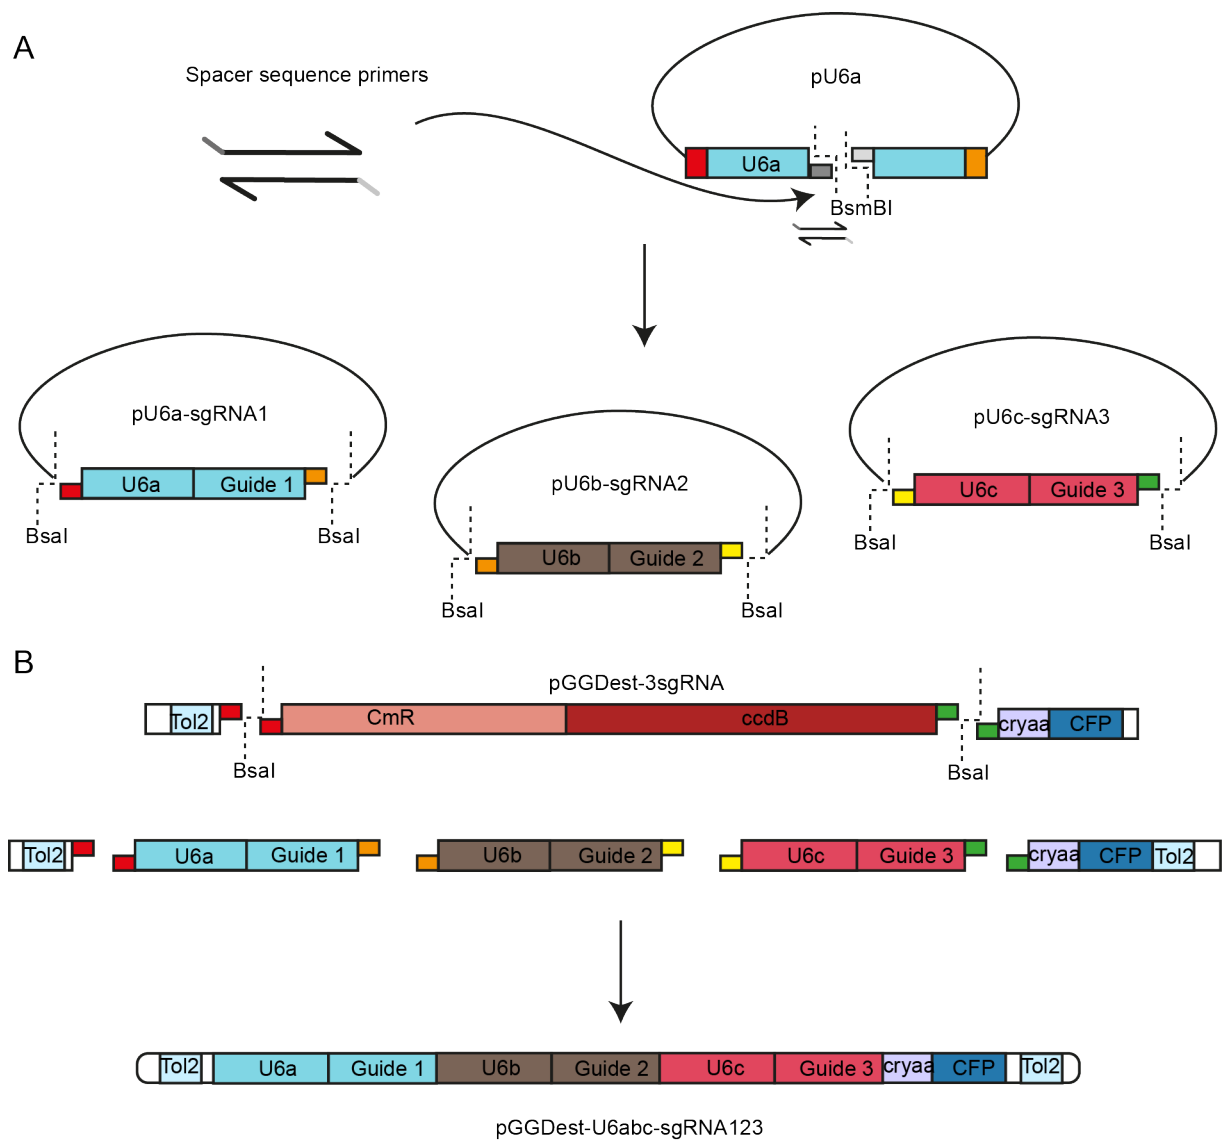 A
Spacer sequence primers
pU6a
U6a
BsmBI
pU6a-sgRNA1
U6a Guide 1
BsaI BsaI
pU6b-sgRNA2
U6b Guide 2
BsaI BsaI
pU6c-sgRNA3
U6c Guide 3
BsaI BsaI
B
pGGDest-3sgRNA
Tol2 CmR ccdB cryaa CFP
BsaI BsaI
Tol2 U6a Guide 1 U6b Guide 2 U6c Guide 3 cryaa CFP Tol2
Tol2 U6a Guide 1 U6b Guide 2 U6c Guide 3 cryaa CFP Tol2
pGGDest-U6abc-sgRNA123